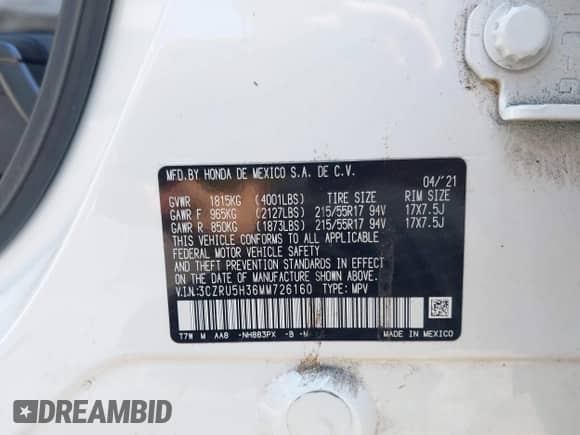 MFD.BY HONDA DE MEXICO S.A. DE C.V.
04/'21
GVWR 1815KG (4001LBS) TIRE SIZE RIM SIZE
GAWR F 965KG (2127LBS) 215/55R17 94V 17X7.5J
GAWR R 850KG (1873LBS) 215/55R17 94V 17X7.5J
THIS VEHICLE CONFORMS TO ALL APPLICABLE
FEDERAL MOTOR VEHICLE SAFETY, BUMPER,
AND THEFT PREVENTION STANDARDS IN EFFECT
ON THE DATE OF MANUFACTURE SHOWN ABOVE.
V.I.N:3CZRU5H36MM726160 TYPE: MPV
T7W M AA8 -NH883PX -B
MADE IN MEXICO
DREAMBID